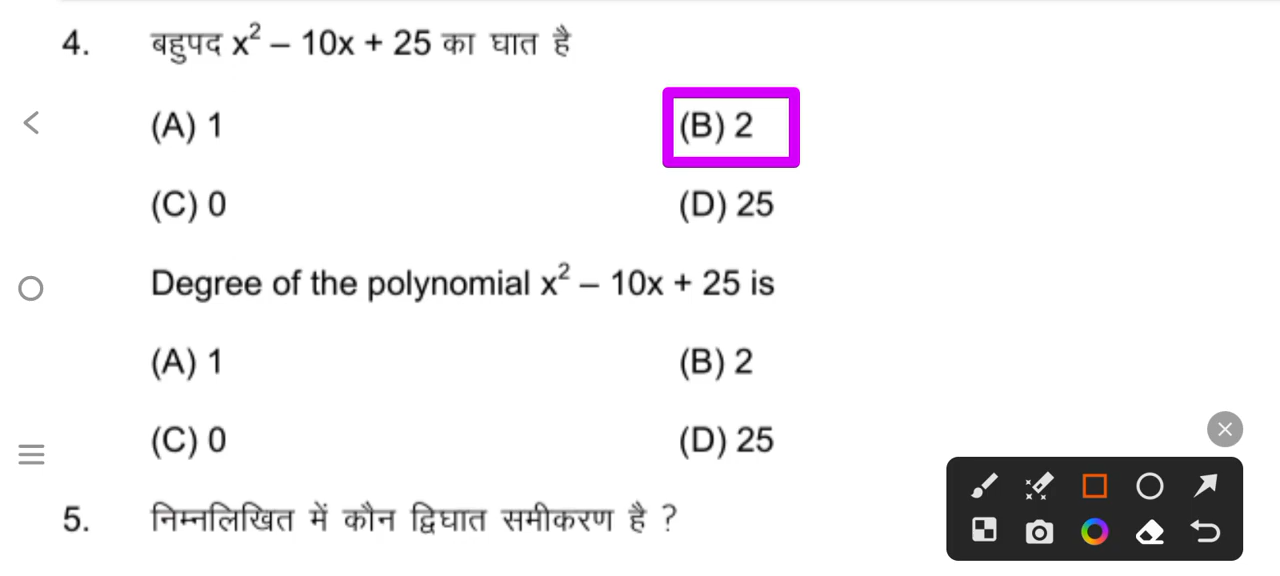 4. बहुपद x² – 10x + 25 का घात है
(A) 1 (B) 2
(C) 0 (D) 25
Degree of the polynomial x² – 10x + 25 is
(A) 1 (B) 2
(C) 0 (D) 25
5. निम्नलिखित में कौन द्विघात समीकरण है ?